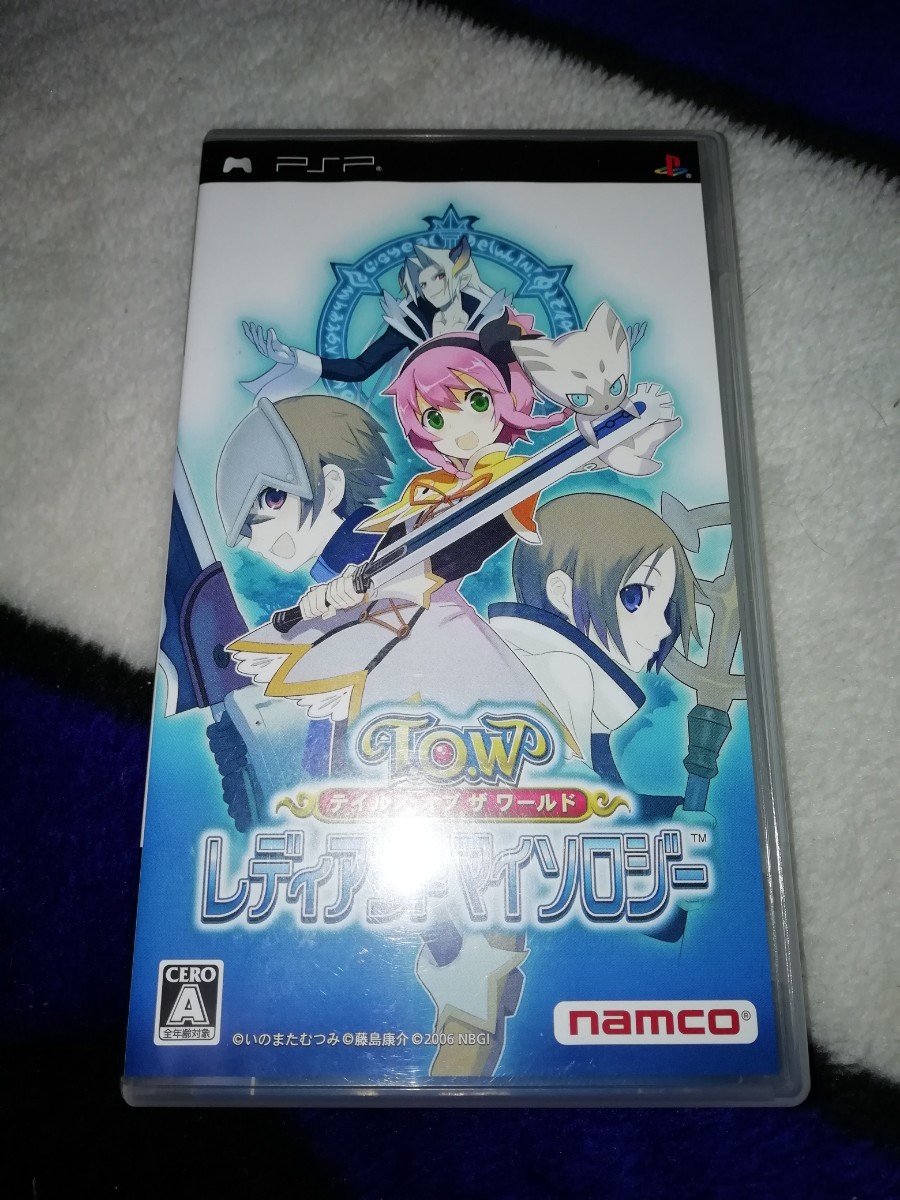 PSP®
T.O.W
テイルズ オブ ザ ワールド
レディアントマイソロジー™
CERO
A
全年齢対象
©いのまたむつみ©藤島康介©2006 NBGI
namco®